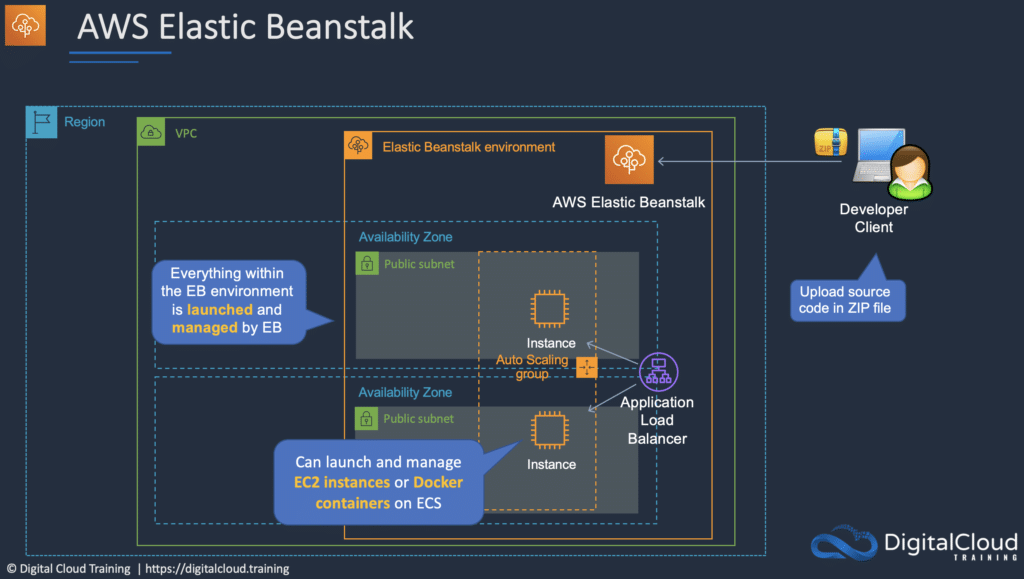 AWS Elastic Beanstalk
Region
VPC
Elastic Beanstalk environment
ZIP
AWS Elastic Beanstalk
Developer
Client
Upload source
code in ZIP file
Availability Zone
Public subnet
Everything within
the EB environment
is launched and
managed by EB
Instance
Auto Scaling
group
Application
Load
Balancer
Availability Zone
Public subnet
Instance
Can launch and manage
EC2 instances or Docker
containers on ECS
DigitalCloud
TRAINING
© Digital Cloud Training | https://digitalcloud.training